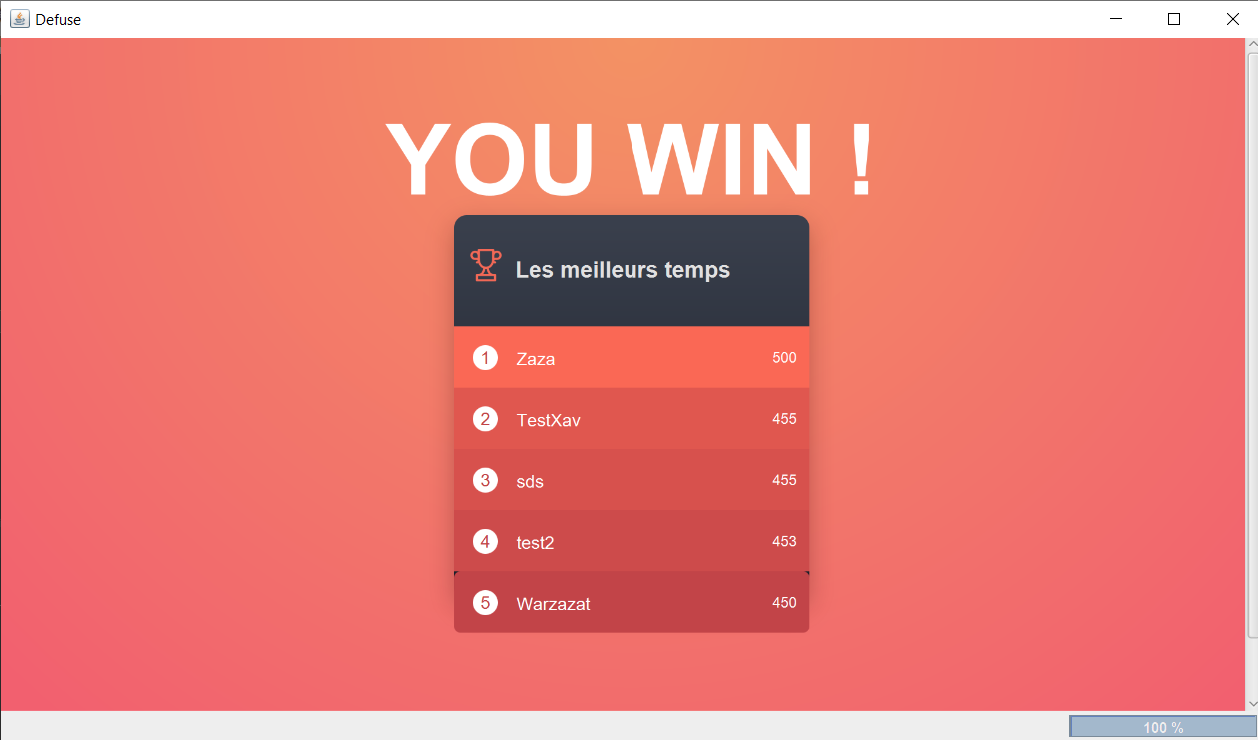 Defuse
YOU WIN !
Les meilleurs temps
1 Zaza 500
2 TestXav 455
3 sds 455
4 test2 453
5 Warzazat 450
100 %